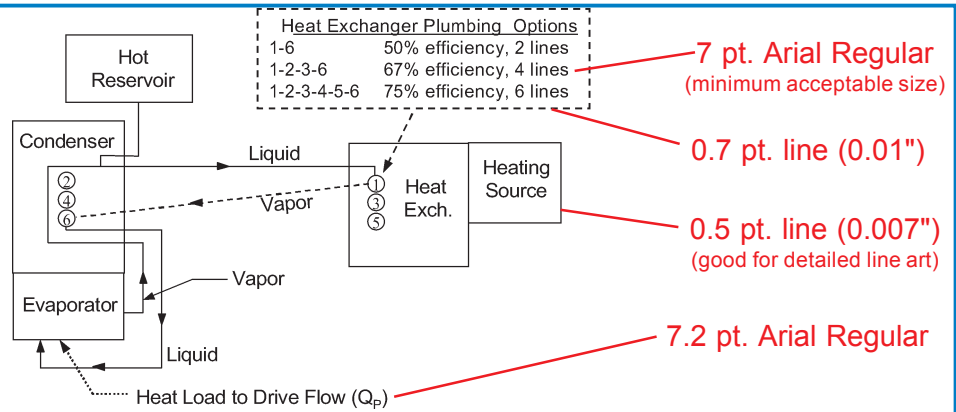 Heat Exchanger Plumbing Options
1-6 50% efficiency, 2 lines
1-2-3-6 67% efficiency, 4 lines
1-2-3-4-5-6 75% efficiency, 6 lines
7 pt. Arial Regular
(minimum acceptable size)
0.7 pt. line (0.01")
0.5 pt. line (0.007")
(good for detailed line art)
7.2 pt. Arial Regular
Hot
Reservoir
Condenser
2
4
6
Liquid
Vapor
1
3
5
Heat
Exch.
Heating
Source
Vapor
Evaporator
Liquid
Heat Load to Drive Flow (Qₚ)